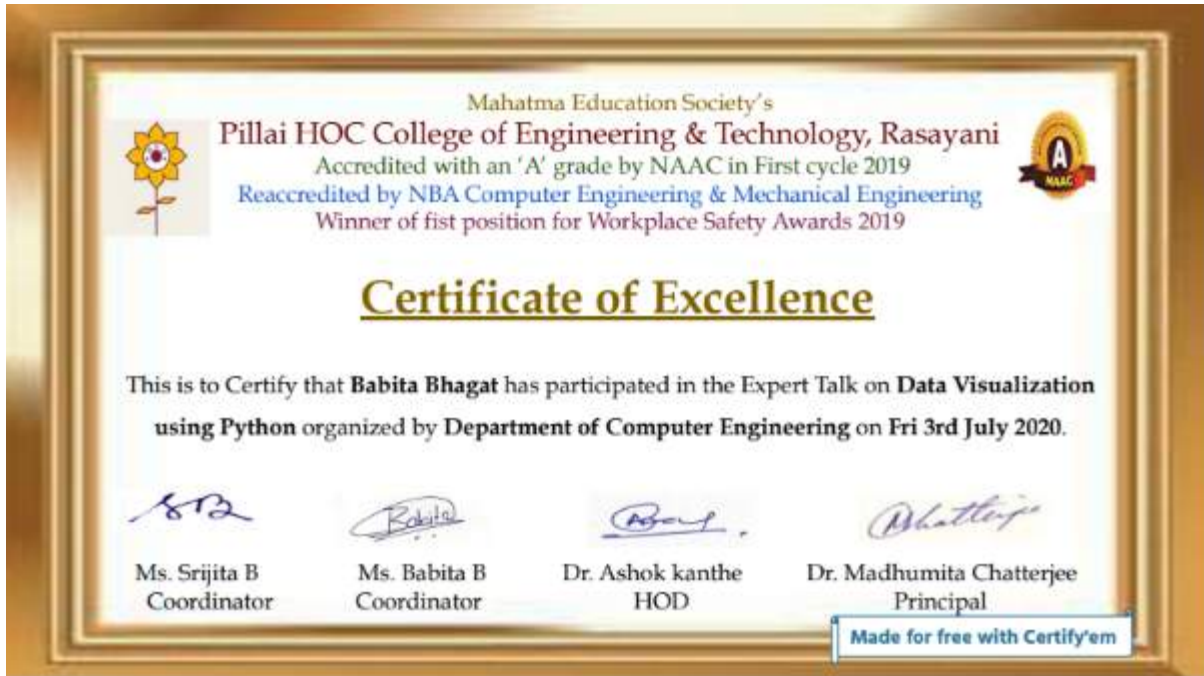 Mahatma Education Society's
Pillai HOC College of Engineering & Technology, Rasayani
Accredited with an 'A' grade by NAAC in First cycle 2019
Reaccredited by NBA Computer Engineering & Mechanical Engineering
Winner of fist position for Workplace Safety Awards 2019
A
NAAC
Certificate of Excellence
This is to Certify that Babita Bhagat has participated in the Expert Talk on Data Visualization
using Python organized by Department of Computer Engineering on Fri 3rd July 2020.
SB
Babita
Ms. Srijita B
Coordinator
Ms. Babita B
Coordinator
Dr. Ashok kanthe
HOD
Dr. Madhumita Chatterjee
Principal
Made for free with Certify'em